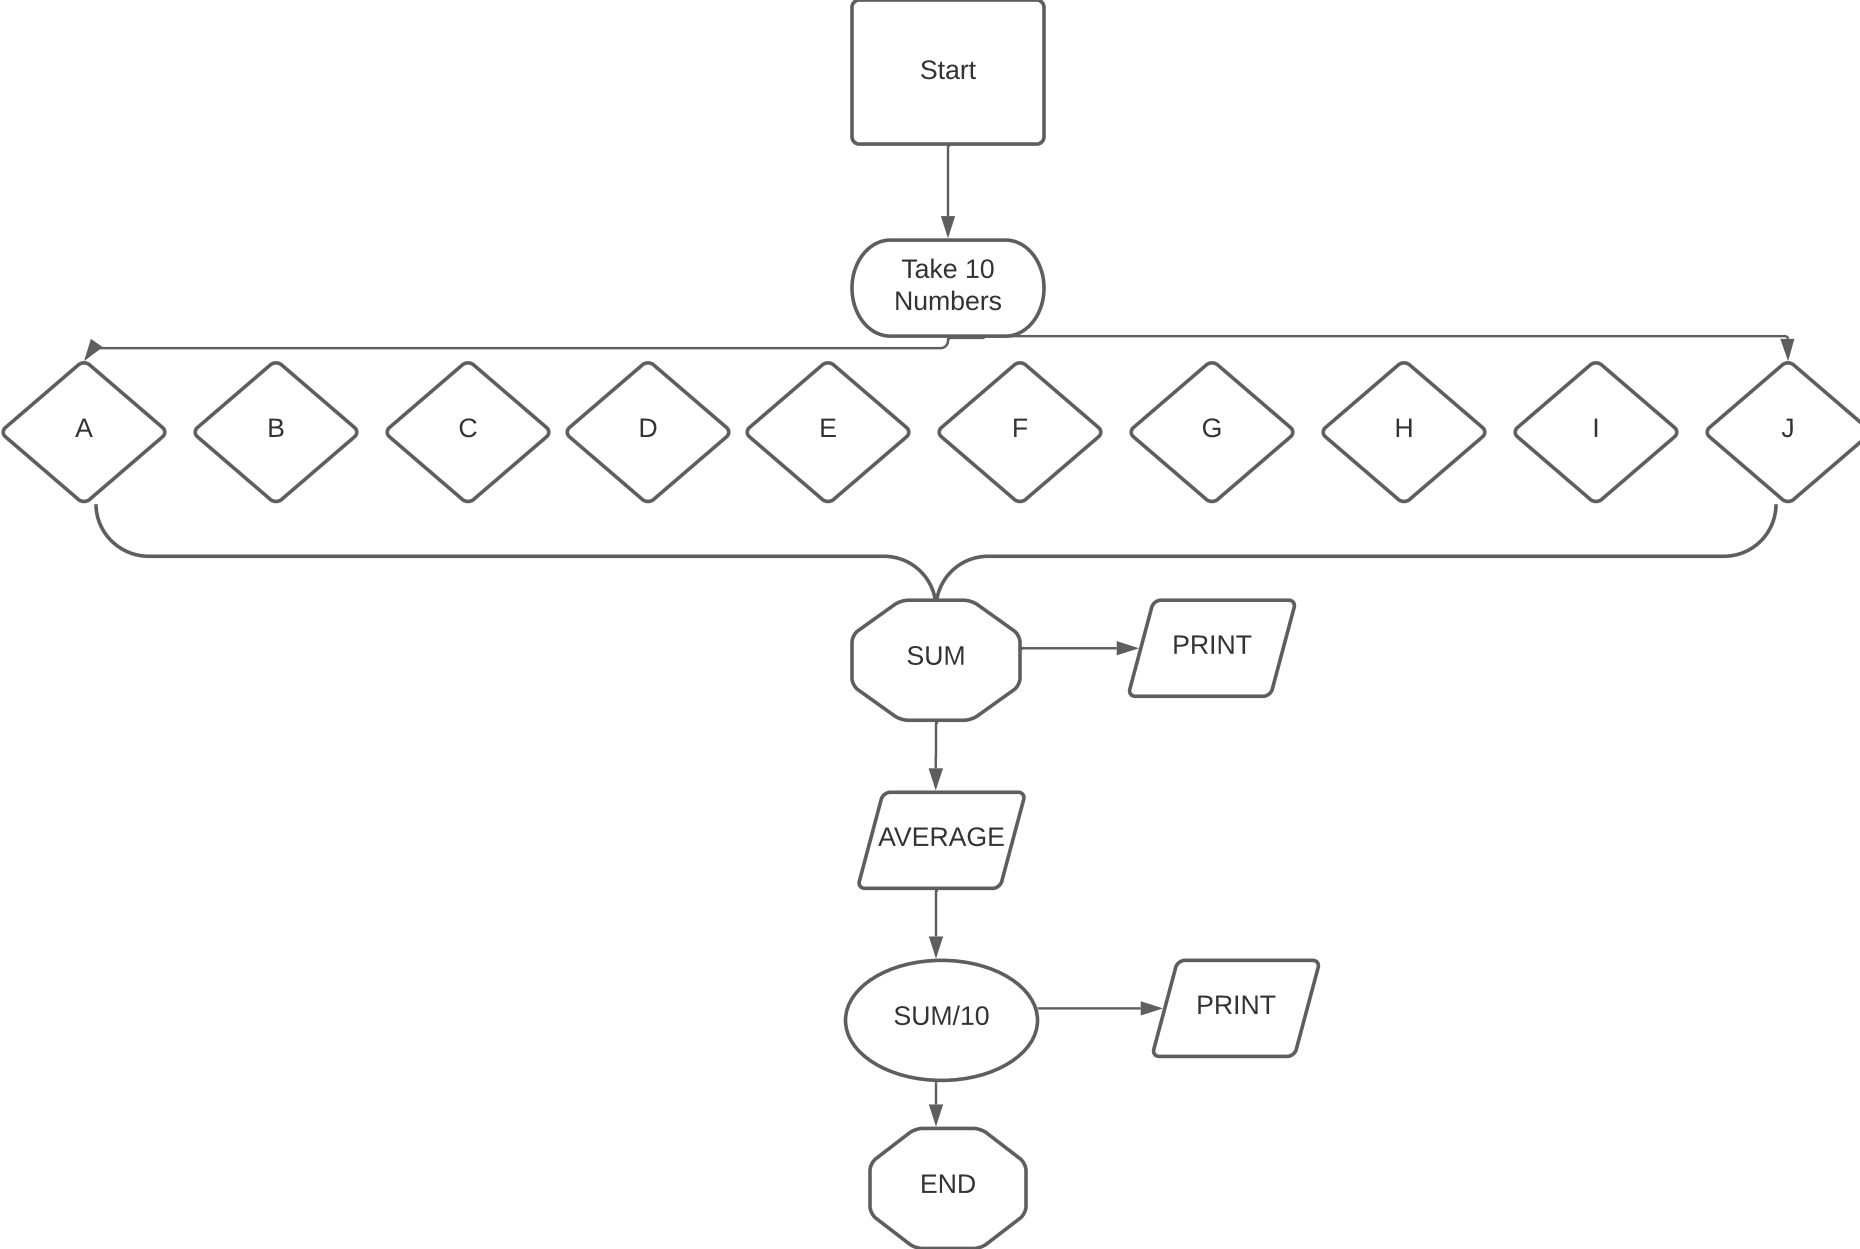 Start
Take 10
Numbers
A
B
C
D
E
F
G
H
I
J
SUM
PRINT
AVERAGE
SUM/10
PRINT
END